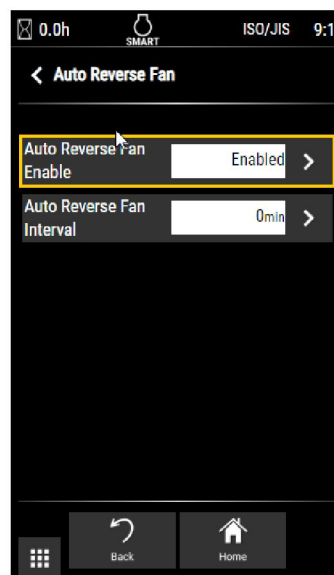 0.0h SMART ISO/JIS 9:1
Auto Reverse Fan
Auto Reverse Fan
Enable
Enabled
Auto Reverse Fan
Interval
0min
Back Home